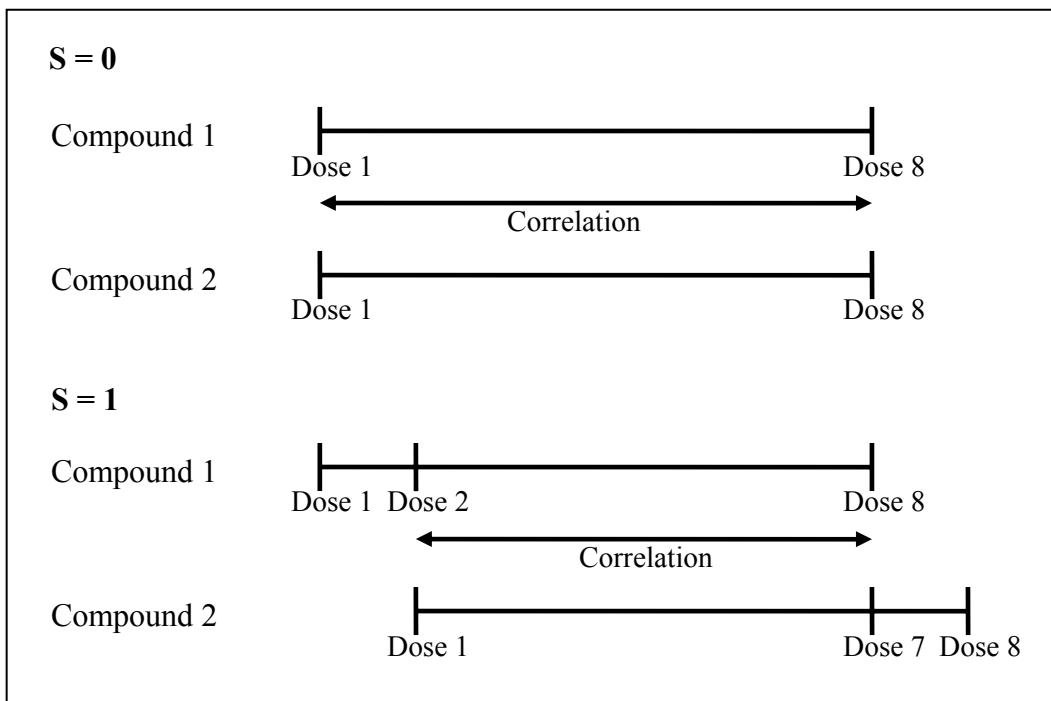 S = 0
Compound 1
Dose 1 Dose 8
Correlation
Compound 2
Dose 1 Dose 8
S = 1
Compound 1
Dose 1 Dose 2 Dose 8
Correlation
Compound 2
Dose 1 Dose 7 Dose 8